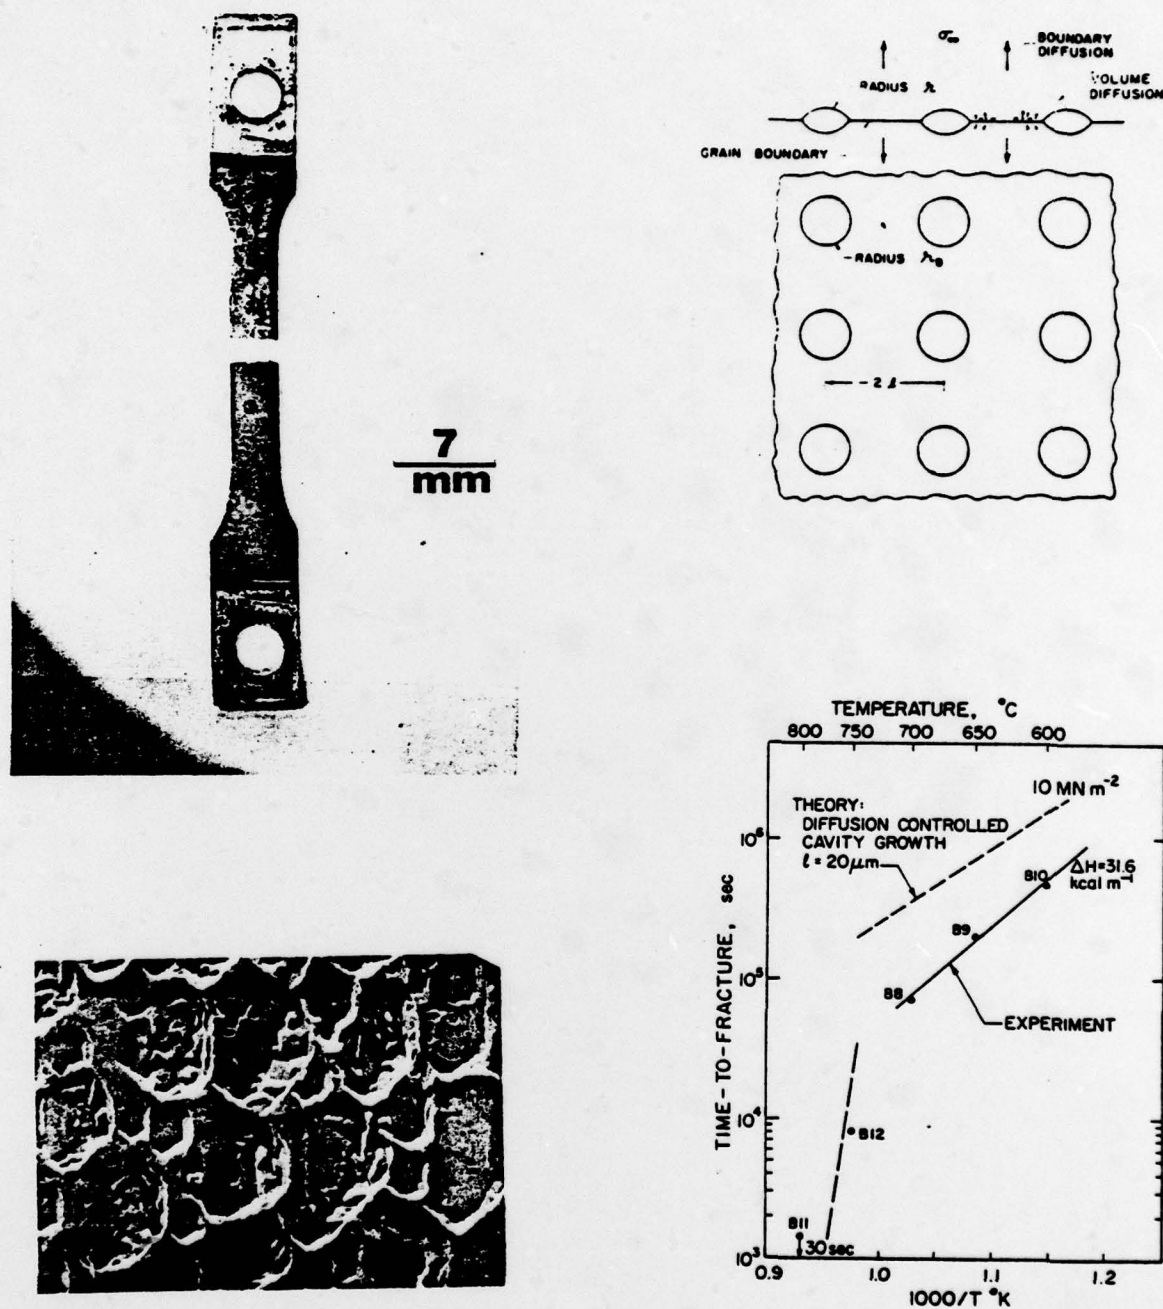 7
mm
σ∞
BOUNDARY
DIFFUSION
RADIUS r
VOLUME
DIFFUSION
GRAIN BOUNDARY
RADIUS r₀
2 l
TEMPERATURE, °C
800 750 700 650 600
10 MN m⁻²
THEORY:
DIFFUSION CONTROLLED
CAVITY GROWTH
l = 20μm
10⁶
B10
ΔH=31.6
kcal m⁻¹
B9
10⁵
B8
EXPERIMENT
TIME-TO-FRACTURE, sec
10⁴
B12
B11
30sec
10³
0.9 1.0 1.1 1.2
1000/T °K